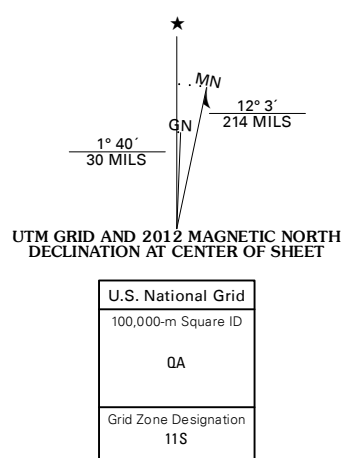 ★
MN
12° 3´
214 MILS
GN
1° 40´
30 MILS
UTM GRID AND 2012 MAGNETIC NORTH
DECLINATION AT CENTER OF SHEET
U.S. National Grid
100,000-m Square ID
QA
Grid Zone Designation
11S